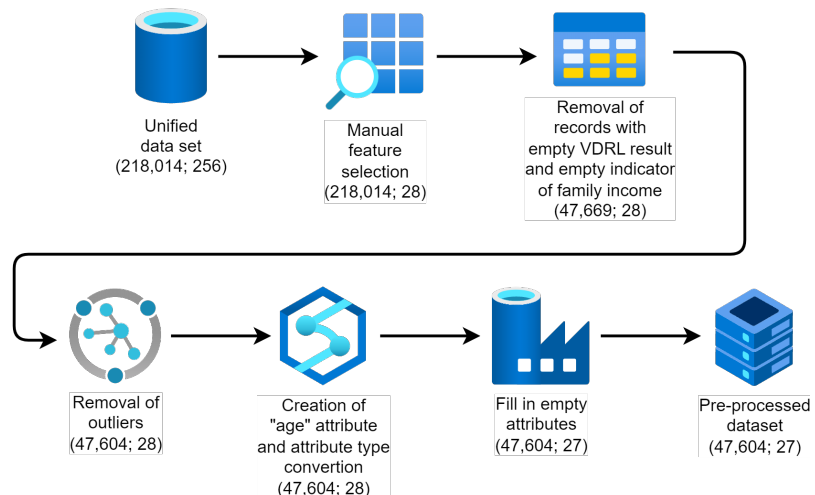 Unified
data set
(218,014; 256)
Manual
feature
selection
(218,014; 28)
Removal of
records with
empty VDRL result
and empty indicator
of family income
(47,669; 28)
Removal of
outliers
(47,604; 28)
Creation of
"age" attribute
and attribute type
convertion
(47,604; 28)
Fill in empty
attributes
(47,604; 27)
Pre-processed
dataset
(47,604; 27)